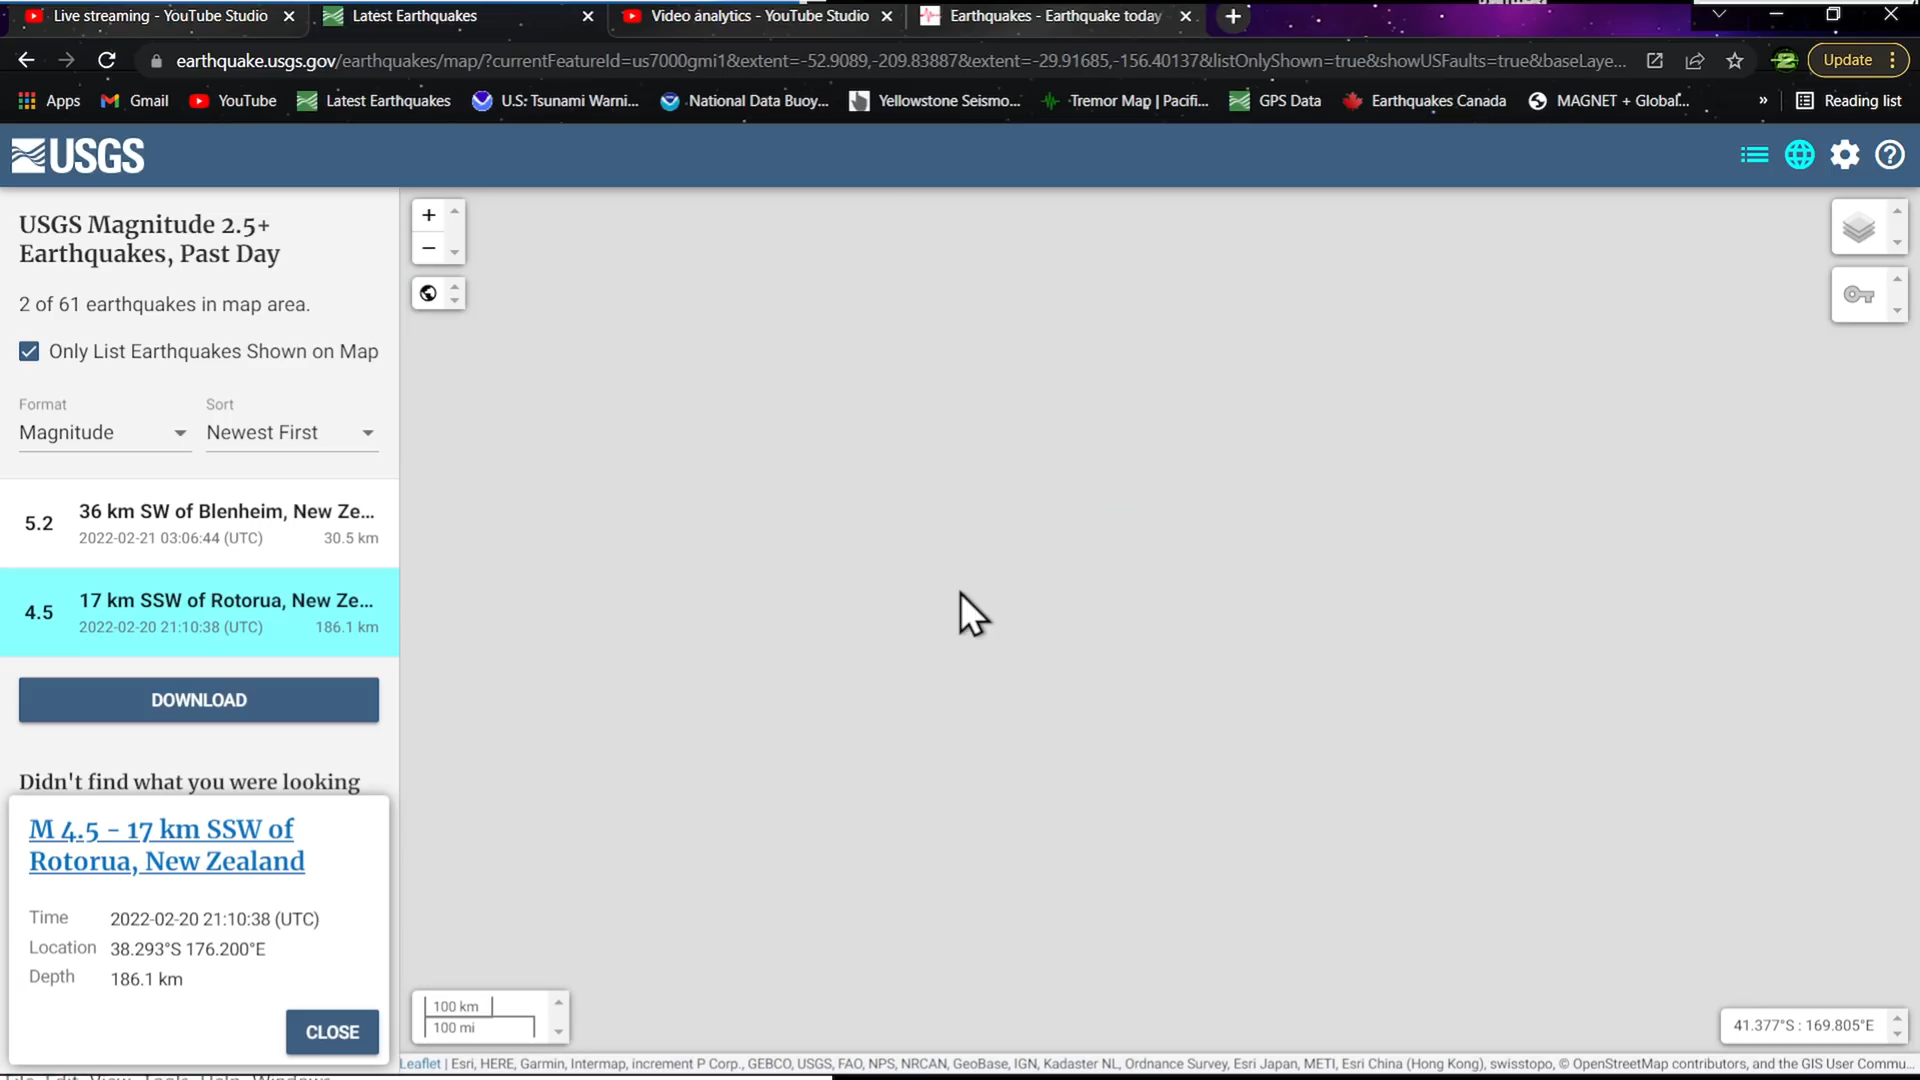 Live streaming - YouTube Studio
Latest Earthquakes
Video analytics - YouTube Studio
Earthquakes - Earthquake today
earthquake.usgs.gov/earthquakes/map/?currentFeatureId=us7000gmi1&extent=-52.9089,-209.83887&extent=-29.91685,-156.40137&listOnlyShown=true&showUSFaults=true&baseLaye...
Update
Apps
Gmail
YouTube
Latest Earthquakes
U.S: Tsunami Warni...
National Data Buoy...
Yellowstone Seismo...
Tremor Map | Pacifi...
GPS Data
Earthquakes Canada
MAGNET + Global...
»
Reading list
USGS
USGS Magnitude 2.5+
Earthquakes, Past Day
2 of 61 earthquakes in map area.
Only List Earthquakes Shown on Map
Format
Sort
Magnitude
Newest First
5.2
36 km SW of Blenheim, New Ze...
2022-02-21 03:06:44 (UTC)
30.5 km
4.5
17 km SSW of Rotorua, New Ze...
2022-02-20 21:10:38 (UTC)
186.1 km
DOWNLOAD
Didn't find what you were looking
M 4.5 - 17 km SSW of
Rotorua, New Zealand
Time 2022-02-20 21:10:38 (UTC)
Location 38.293°S 176.200°E
Depth 186.1 km
CLOSE
+
−
100 km
100 mi
41.377°S : 169.805°E
Leaflet | Esri, HERE, Garmin, Intermap, increment P Corp., GEBCO, USGS, FAO, NPS, NRCAN, GeoBase, IGN, Kadaster NL, Ordnance Survey, Esri Japan, METI, Esri China (Hong Kong), swisstopo, © OpenStreetMap contributors, and the GIS User Commu...